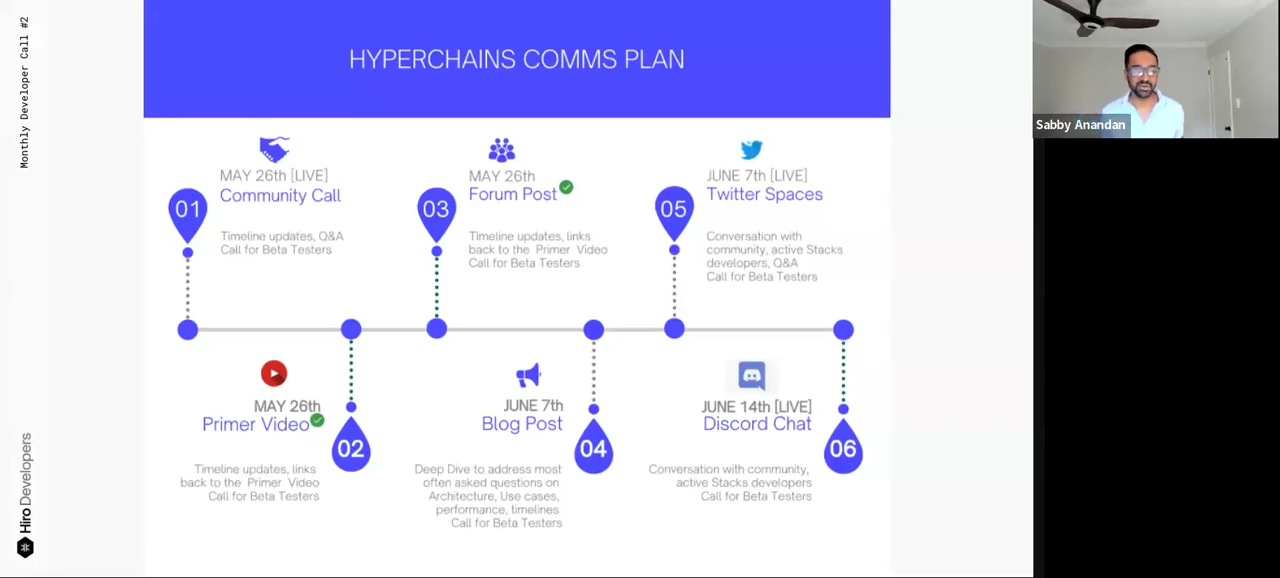 Monthly Developer Call #2
HYPERCHAINS COMMS PLAN
Sabby Anandan
01
MAY 26th [LIVE]
Community Call
Timeline updates, Q&A
Call for Beta Testers
03
MAY 26th
Forum Post
Timeline updates, links
back to the Primer Video
Call for Beta Testers
05
JUNE 7th [LIVE]
Twitter Spaces
Conversation with
community, active Stacks
developers, Q&A
Call for Beta Testers
MAY 26th
Primer Video
02
Timeline updates, links
back to the Primer Video
Call for Beta Testers
JUNE 7th
Blog Post
04
Deep Dive to address most
often asked questions on
Architecture, Use cases,
performance, timelines
Call for Beta Testers
JUNE 14th [LIVE]
Discord Chat
06
Conversation with community,
active Stacks developers
Call for Beta Testers
Hiro Developers